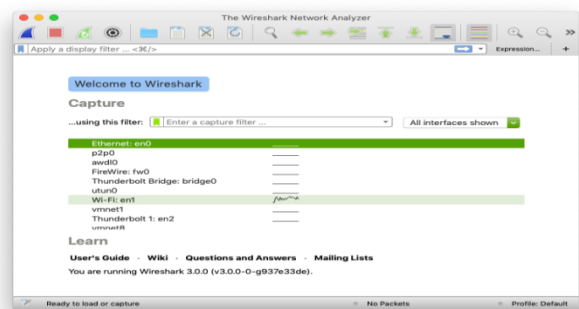 The Wireshark Network Analyzer
Apply a display filter ... <⌘/>
Expression...
+
Welcome to Wireshark
Capture
...using this filter: Enter a capture filter ...
All interfaces shown
Ethernet: en0
p2p0
awdl0
FireWire: fw0
Thunderbolt Bridge: bridge0
utun0
Wi-Fi: en1
vmnet1
Thunderbolt 1: en2
vmnet8
Learn
User's Guide · Wiki · Questions and Answers · Mailing Lists
You are running Wireshark 3.0.0 (v3.0.0-0-g937e33de).
Ready to load or capture
No Packets
Profile: Default